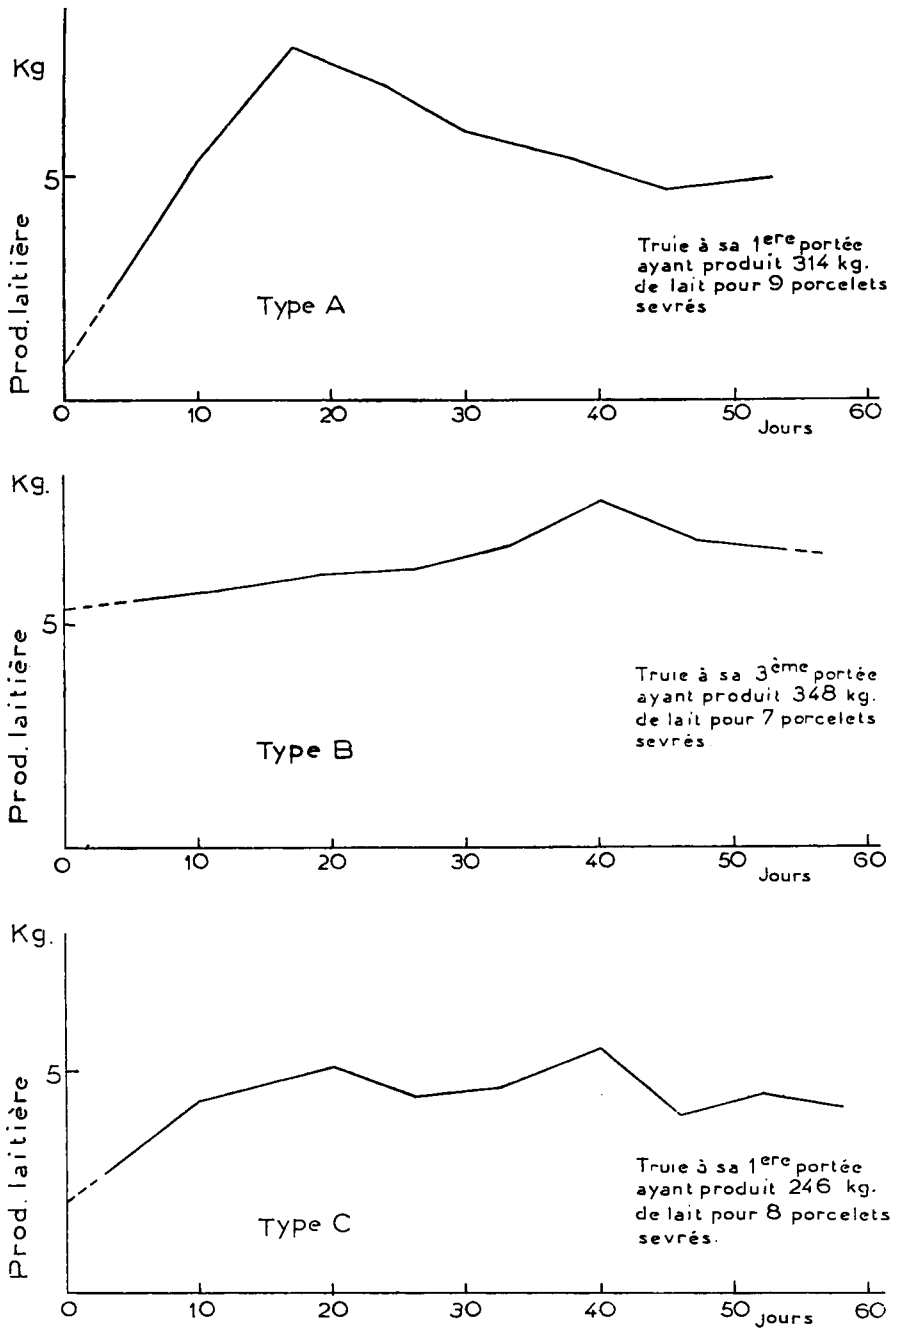 Kg
5
Prod. laitière
Truie à sa 1ere portée
ayant produit 314 kg.
de lait pour 9 porcelets
sevrés
Type A
0 10 20 30 40 50 60
Jours
Kg.
5
Prod. laitière
Truie à sa 3ème portée
ayant produit 348 kg.
de lait pour 7 porcelets
sevrés
Type B
0 10 20 30 40 50 60
Jours
Kg.
5
Prod. laitière
Truie à sa 1ere portée
ayant produit 246 kg.
de lait pour 8 porcelets
sevrés.
Type C
0 10 20 30 40 50 60
jours